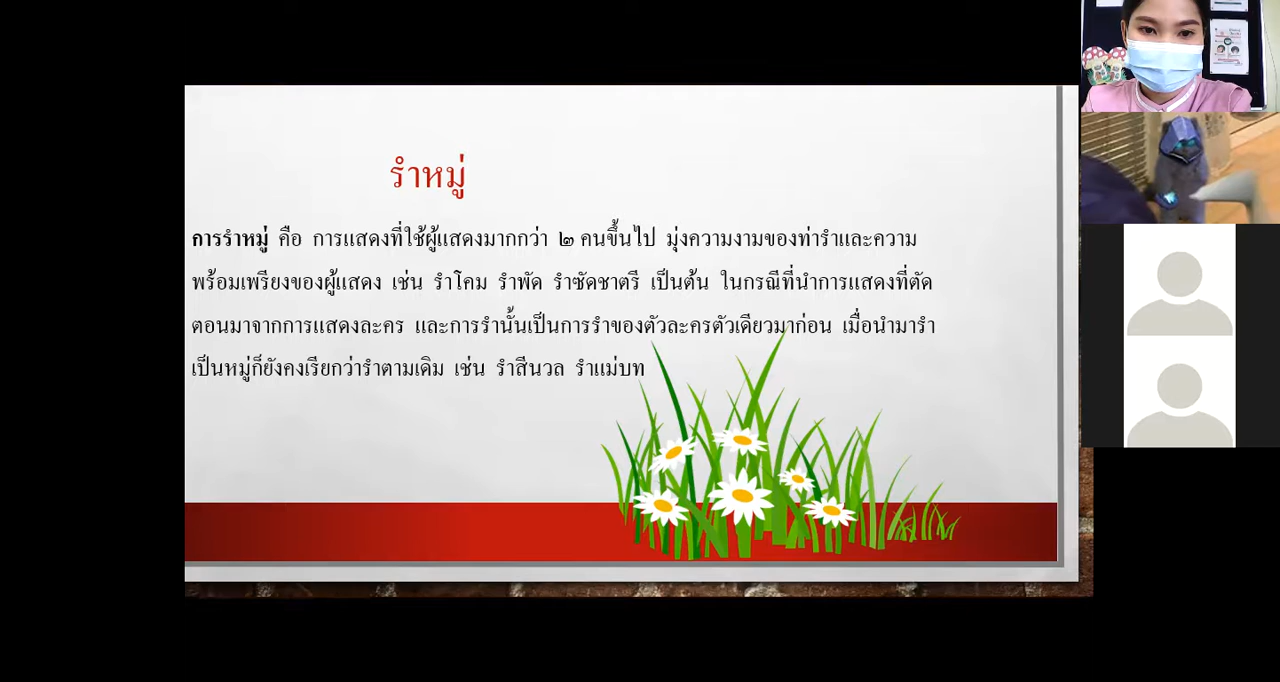 รำหมู่
การรำหมู่ คือ การแสดงที่ใช้ผู้แสดงมากกว่า ๒ คนขึ้นไป มุ่งความงามของท่ารำและความ
พร้อมเพรียงของผู้แสดง เช่น รำโคม รำพัด รำซัดชาตรี เป็นต้น ในกรณีที่นำการแสดงที่ตัด
ตอนมาจากการแสดงละคร และการรำนั้นเป็นการรำของตัวละครตัวเดียวมาก่อน เมื่อนำมารำ
เป็นหมู่ก็ยังคงเรียกว่ารำตามเดิม เช่น รำสีนวล รำแม่บท